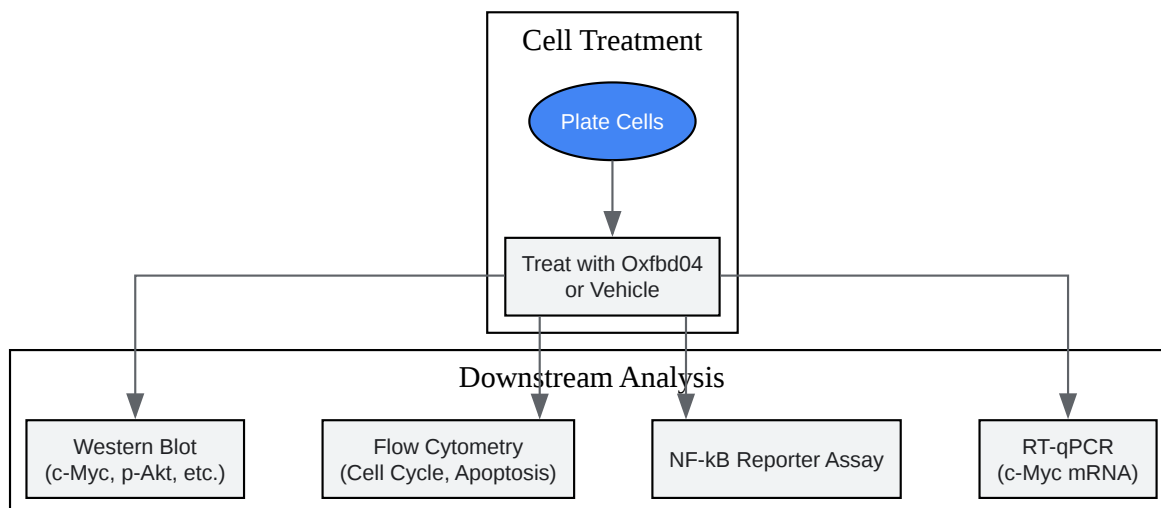 Cell Treatment
Plate Cells
Treat with Oxfbd04
or Vehicle
Downstream Analysis
Western Blot
(c-Myc, p-Akt, etc.)
Flow Cytometry
(Cell Cycle, Apoptosis)
NF-kB Reporter Assay
RT-qPCR
(c-Myc mRNA)